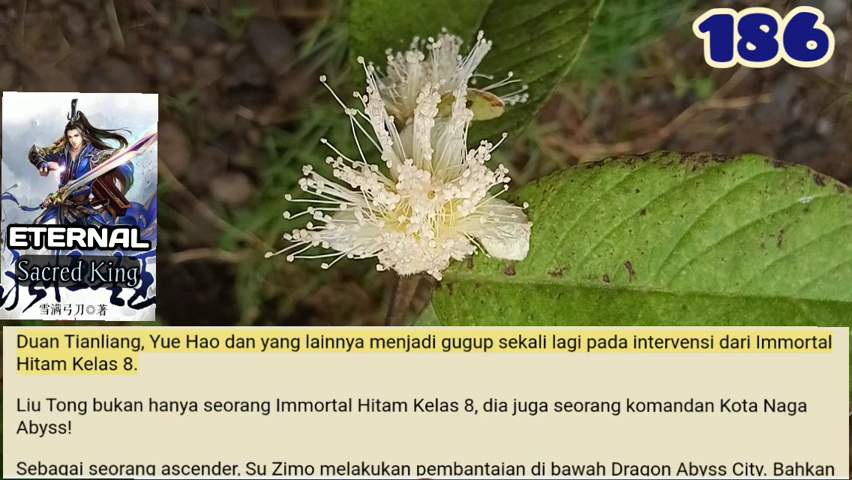 186
ETERNAL
Sacred King
雪满弓刀◎著
Duan Tianliang, Yue Hao dan yang lainnya menjadi gugup sekali lagi pada intervensi dari Immortal
Hitam Kelas 8.
Liu Tong bukan hanya seorang Immortal Hitam Kelas 8, dia juga seorang komandan Kota Naga
Abyss!
Sebagai seorang ascender, Su Zimo melakukan pembantaian di bawah Dragon Abyss City. Bahkan